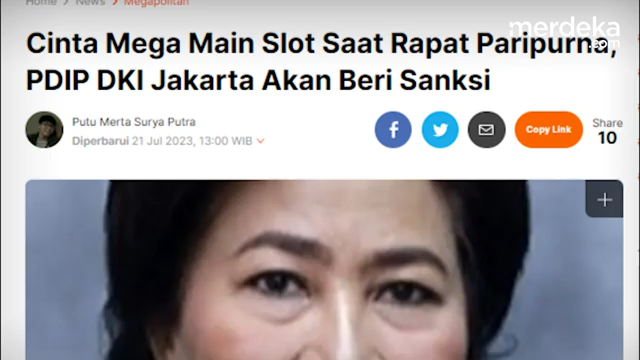 Home > News > Megapolitan
merdeka
.com
Cinta Mega Main Slot Saat Rapat Paripurna,
PDIP DKI Jakarta Akan Beri Sanksi
Putu Merta Surya Putra
Diperbarui 21 Jul 2023, 13:00 WIB
Copy Link
Share
10